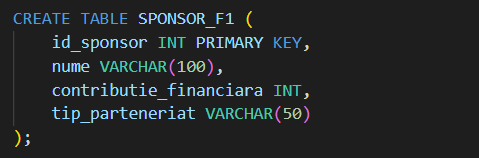 CREATE TABLE SPONSOR_F1 (
    id_sponsor INT PRIMARY KEY,
    nume VARCHAR(100),
    contributie_financiara INT,
    tip_parteneriat VARCHAR(50)
);